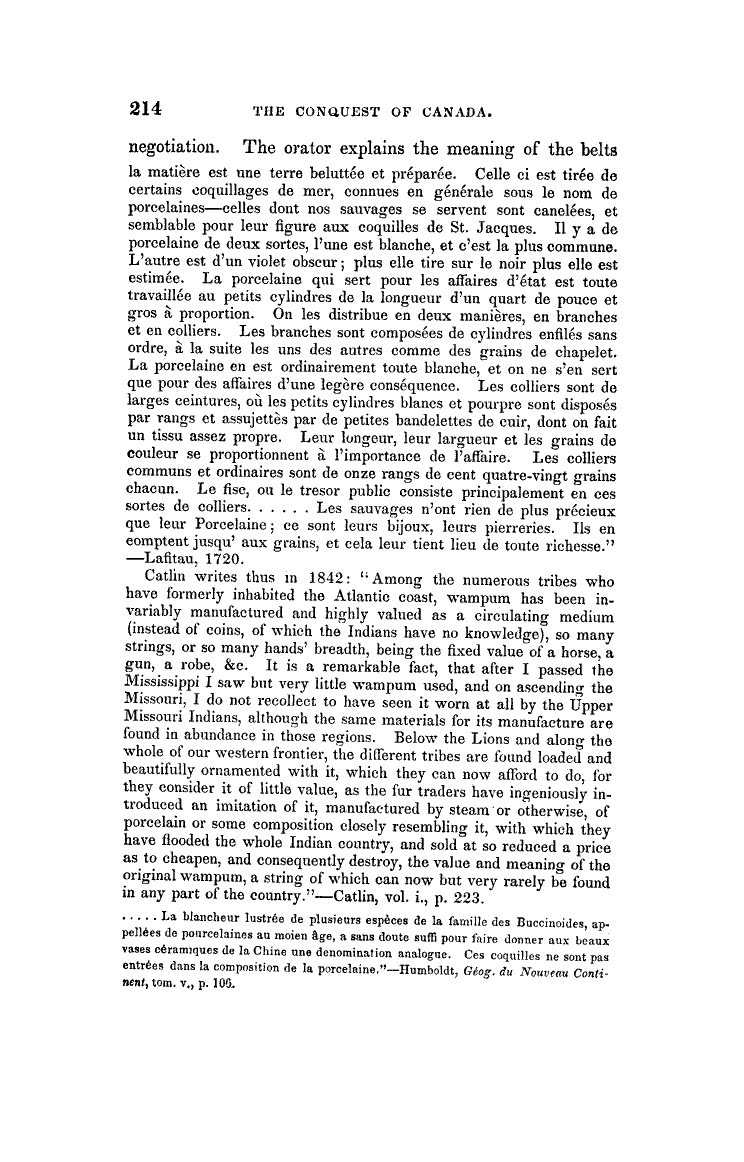 214 THE CONQUEST OF CANADA.
negotiation. The orator explains the meaning of the belts
la matière est une terre beluttée et préparée. Celle ci est tirée de
certains coquillages de mer, connues en générale sous le nom de
porcelaines—celles dont nos sauvages se servent sont canelées, et
semblable pour leur figure aux coquilles de St. Jacques. Il y a de
porcelaine de deux sortes, l'une est blanche, et c'est la plus commune.
L'autre est d'un violet obscur; plus elle tire sur le noir plus elle est
estimée. La porcelaine qui sert pour les affaires d'état est toute
travaillée au petits cylindres de la longueur d'un quart de pouce et
gros à proportion. On les distribue en deux manières, en branches
et en colliers. Les branches sont composées de cylindres enfilés sans
ordre, à la suite les uns des autres comme des grains de chapelet.
La porcelaine en est ordinairement toute blanche, et on ne s'en sert
que pour des affaires d'une legère conséquence. Les colliers sont de
larges ceintures, où les petits cylindres blancs et pourpre sont disposés
par rangs et assujettès par de petites bandelettes de cuir, dont on fait
un tissu assez propre. Leur longeur, leur largueur et les grains de
couleur se proportionnent à l'importance de l'affaire. Les colliers
communs et ordinaires sont de onze rangs de cent quatre-vingt grains
chacun. Le fisc, ou le tresor public consiste principalement en ces
sortes de colliers. . . . . . Les sauvages n'ont rien de plus précieux
que leur Porcelaine; ce sont leurs bijoux, leurs pierreries. Ils en
comptent jusqu' aux grains, et cela leur tient lieu de toute richesse."
—Lafitau, 1720.
Catlin writes thus in 1842: "Among the numerous tribes who
have formerly inhabited the Atlantic coast, wampum has been in-
variably manufactured and highly valued as a circulating medium
(instead of coins, of which the Indians have no knowledge), so many
strings, or so many hands' breadth, being the fixed value of a horse, a
gun, a robe, &c. It is a remarkable fact, that after I passed the
Mississippi I saw but very little wampum used, and on ascending the
Missouri, I do not recollect to have seen it worn at all by the Upper
Missouri Indians, although the same materials for its manufacture are
found in abundance in those regions. Below the Lions and along the
whole of our western frontier, the different tribes are found loaded and
beautifully ornamented with it, which they can now afford to do, for
they consider it of little value, as the fur traders have ingeniously in-
troduced an imitation of it, manufactured by steam or otherwise, of
porcelain or some composition closely resembling it, with which they
have flooded the whole Indian country, and sold at so reduced a price
as to cheapen, and consequently destroy, the value and meaning of the
original wampum, a string of which can now but very rarely be found
in any part of the country."—Catlin, vol. i., p. 223.
. . . . . La blancheur lustrée de plusieurs espèces de la famille des Buccinoides, ap-
pellées de pourcelaines au moien âge, a sans doute suffi pour faire donner aux beaux
vases céramiques de la Chine une denomination analogue. Ces coquilles ne sont pas
entrées dans la composition de la porcelaine."—Humboldt, Géog. du Nouveau Conti-
nent, tom. v., p. 106.